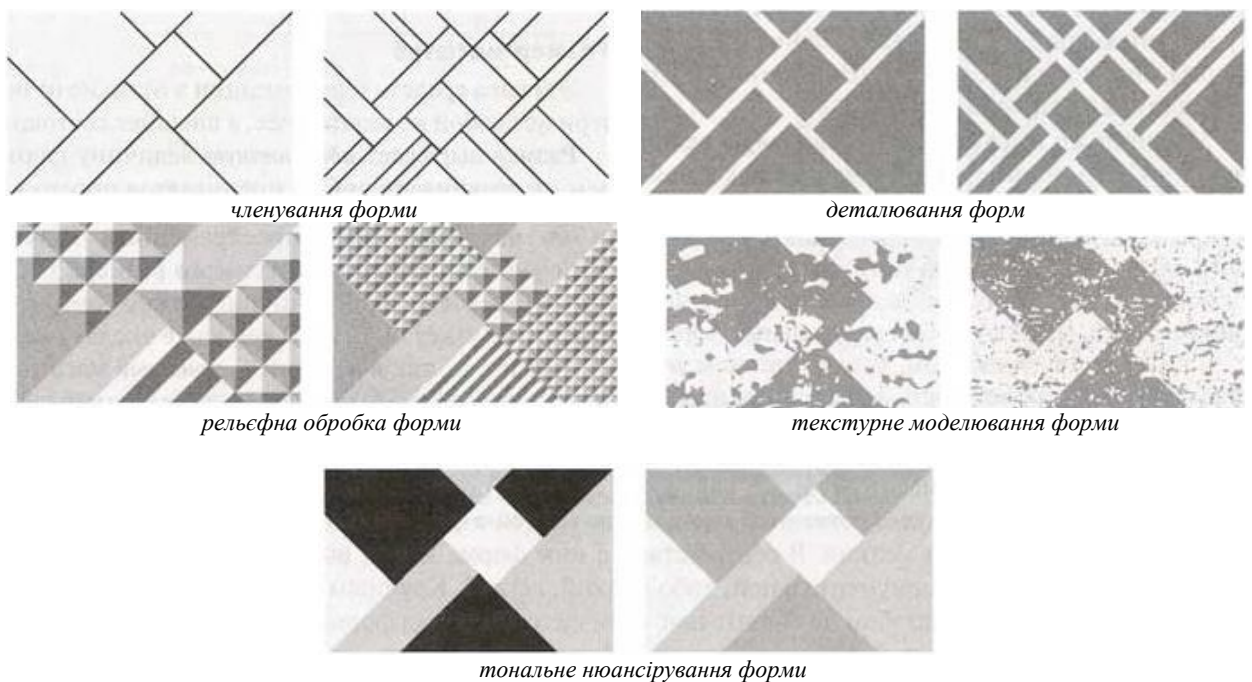 членування форми
деталювання форм
рельєфна обробка форми
текстурне моделювання форми
тональне нюансірування форми